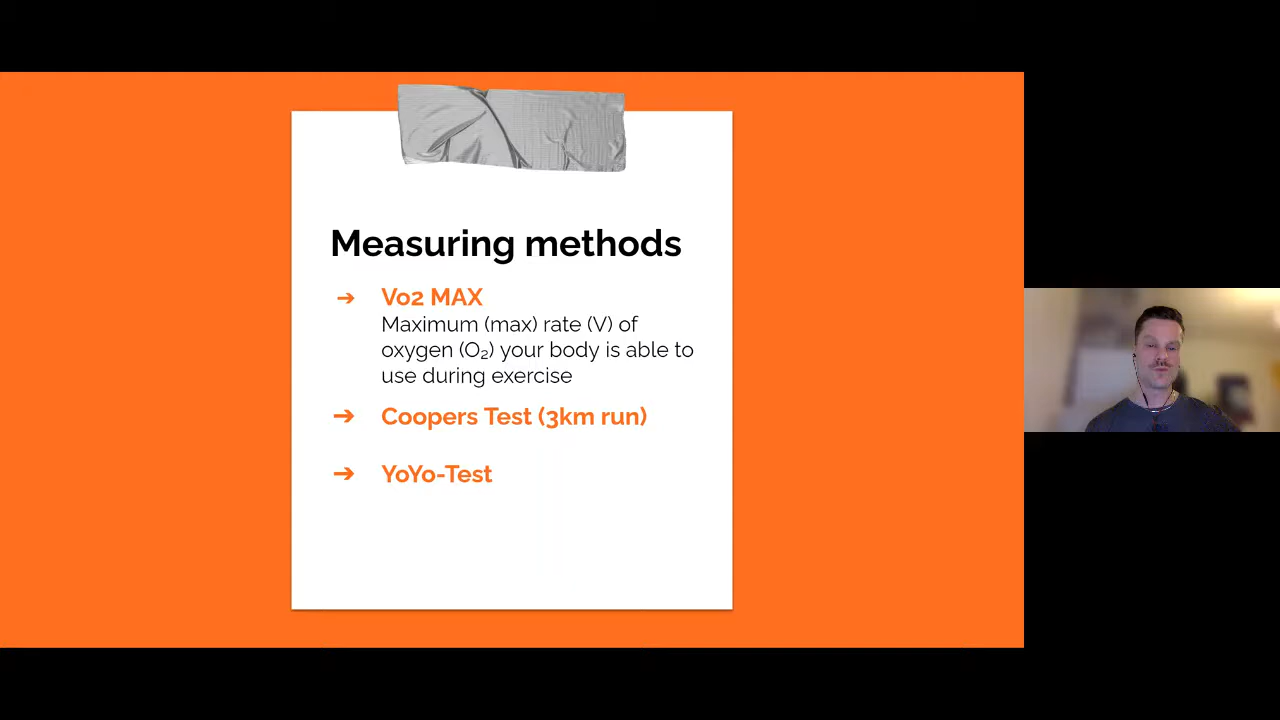 Measuring methods
➔ Vo2 MAX
Maximum (max) rate (V) of
oxygen (O₂) your body is able to
use during exercise
➔ Coopers Test (3km run)
➔ YoYo-Test